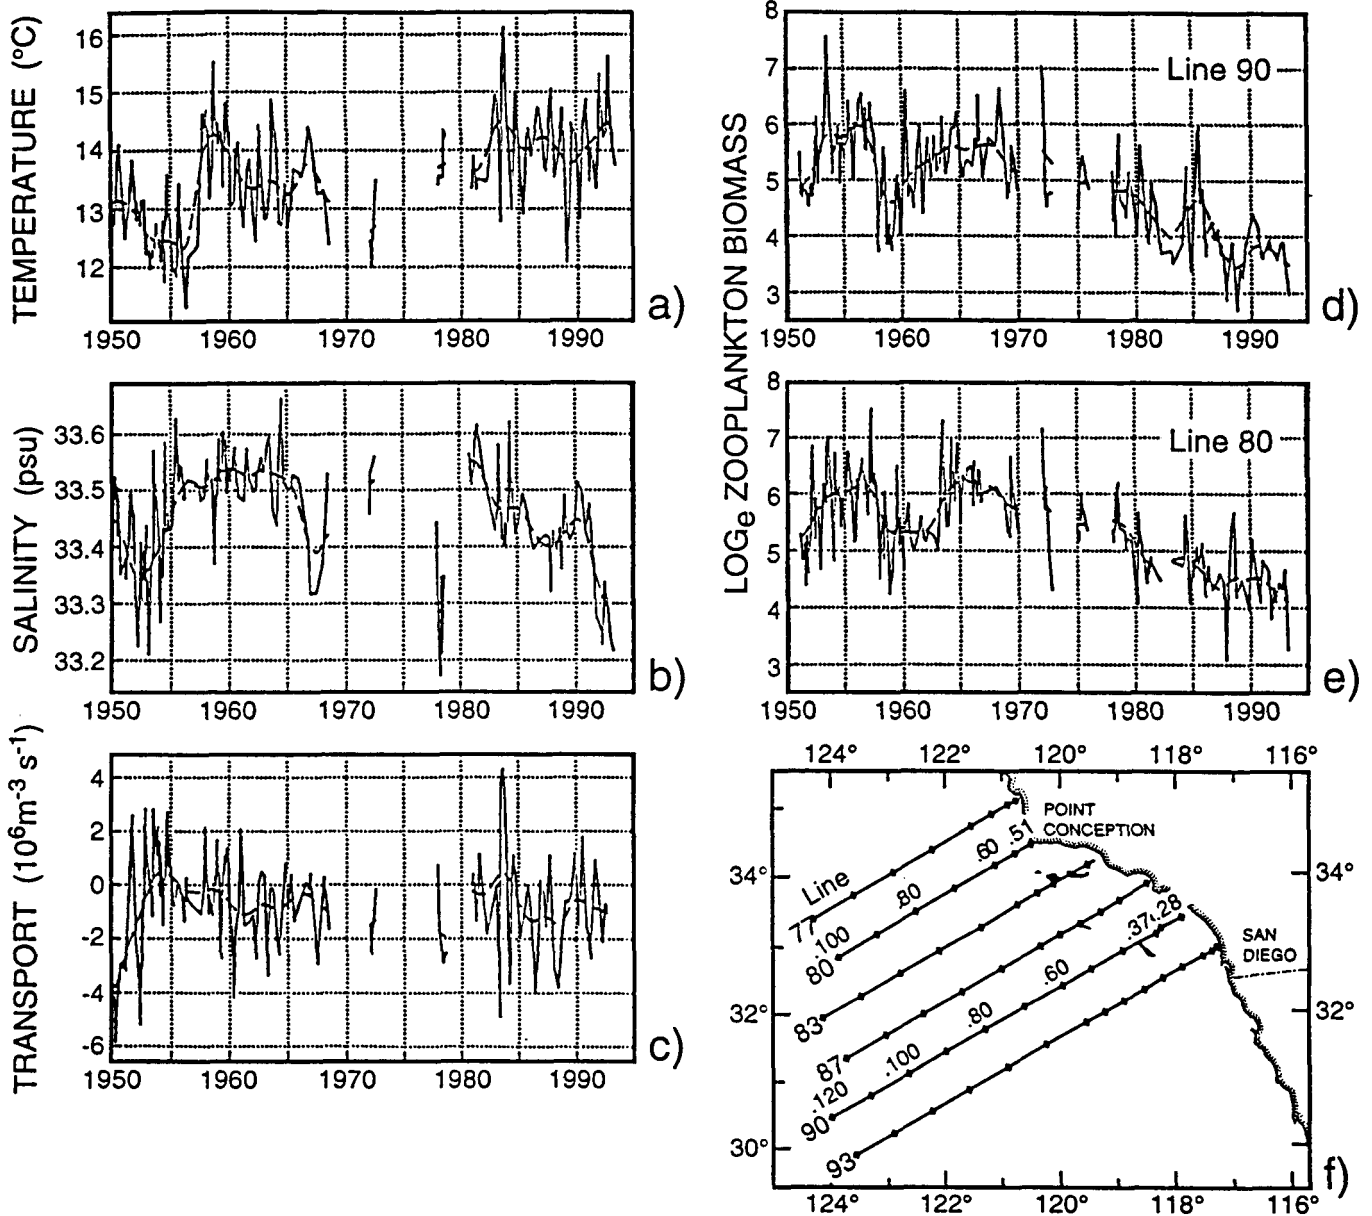 TEMPERATURE (°C)
16
15
14
13
12
a)
1950 1960 1970 1980 1990
SALINITY (psu)
33.6
33.5
33.4
33.3
33.2
b)
1950 1960 1970 1980 1990
TRANSPORT (10⁶m⁻³ s⁻¹)
4
2
0
-2
-4
-6
c)
1950 1960 1970 1980 1990
LOGe ZOOPLANKTON BIOMASS
8
7
6
5
4
3
Line 90
d)
1950 1960 1970 1980 1990
8
7
6
5
4
3
Line 80
e)
1950 1960 1970 1980 1990
124° 122° 120° 118° 116°
POINT
CONCEPTION
SAN
DIEGO
34°
32°
30°
34°
32°
Line
77
80 .100 .80 .60 .51
83
87
90 .120 .100 .80 .60 .37 .28
93
f)
124° 122° 120° 118° 116°